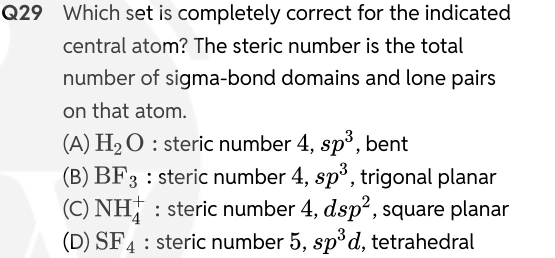 Q29 Which set is completely correct for the indicated
central atom? The steric number is the total
number of sigma-bond domains and lone pairs
on that atom.
(A) H₂O : steric number 4, sp³, bent
(B) BF₃ : steric number 4, sp³, trigonal planar
(C) NH₄⁺ : steric number 4, dsp², square planar
(D) SF₄ : steric number 5, sp³d, tetrahedral